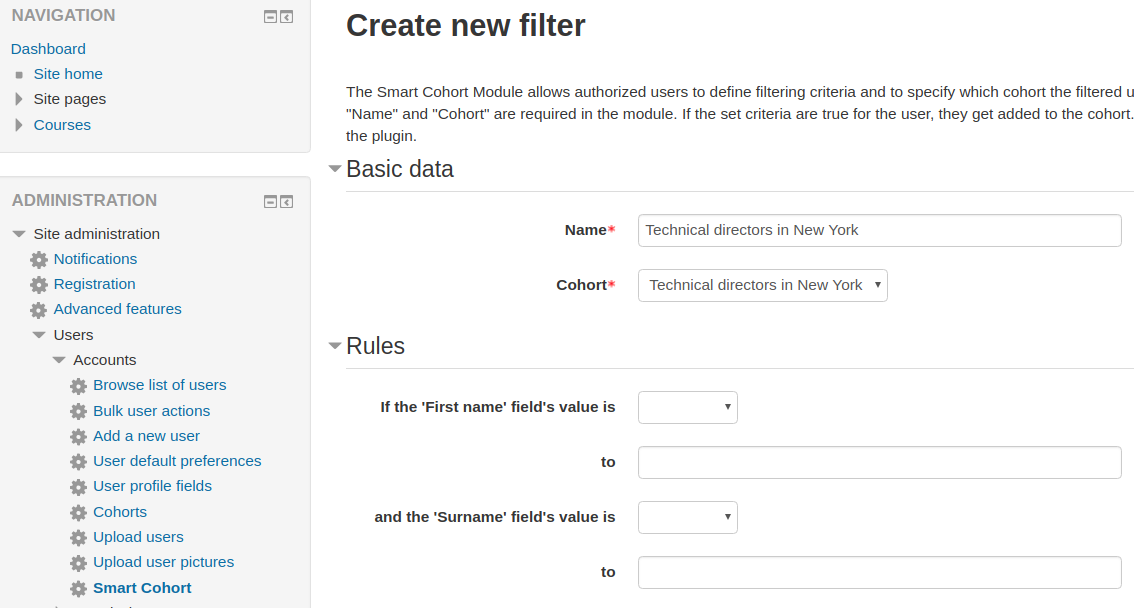 NAVIGATION
Dashboard
Site home
Site pages
Courses
ADMINISTRATION
Site administration
Notifications
Registration
Advanced features
Users
Accounts
Browse list of users
Bulk user actions
Add a new user
User default preferences
User profile fields
Cohorts
Upload users
Upload user pictures
Smart Cohort
Create new filter
The Smart Cohort Module allows authorized users to define filtering criteria and to specify which cohort the filtered u
"Name" and "Cohort" are required in the module. If the set criteria are true for the user, they get added to the cohort.
the plugin.
Basic data
Name* Technical directors in New York
Cohort* Technical directors in New York
Rules
If the 'First name' field's value is
to
and the 'Surname' field's value is
to